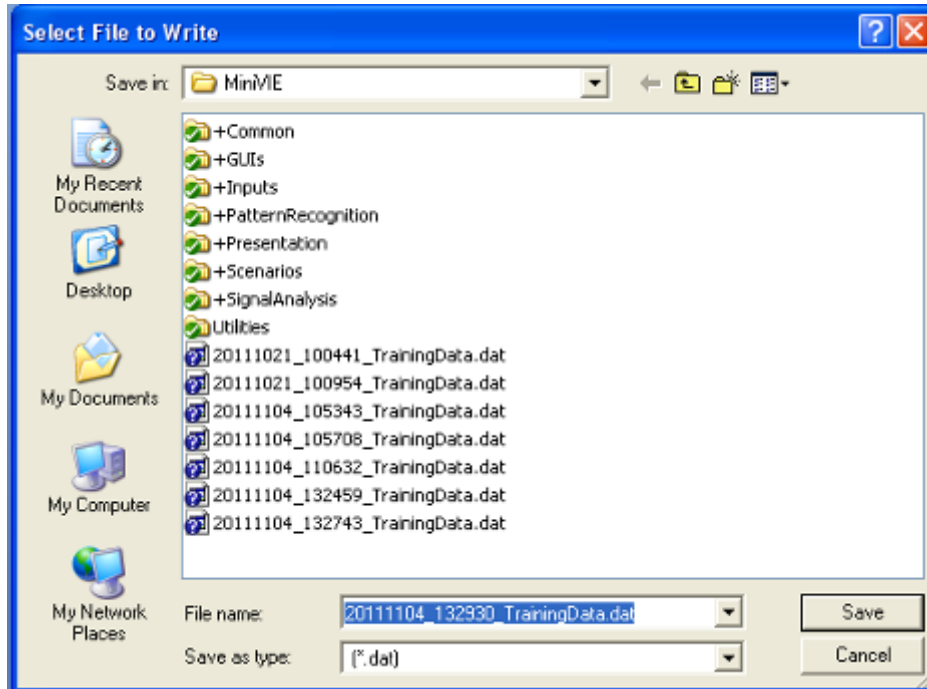 Select File to Write
Save in:
MiniVIE
My Recent
Documents
Desktop
My Documents
My Computer
My Network
Places
+Common
+GUIs
+Inputs
+PatternRecognition
+Presentation
+Scenarios
+SignalAnalysis
Utilities
20111021_100441_TrainingData.dat
20111021_100954_TrainingData.dat
20111104_105343_TrainingData.dat
20111104_105708_TrainingData.dat
20111104_110632_TrainingData.dat
20111104_132459_TrainingData.dat
20111104_132743_TrainingData.dat
File name:
20111104_132930_TrainingData.dat
Save
Save as type:
(*.dat)
Cancel